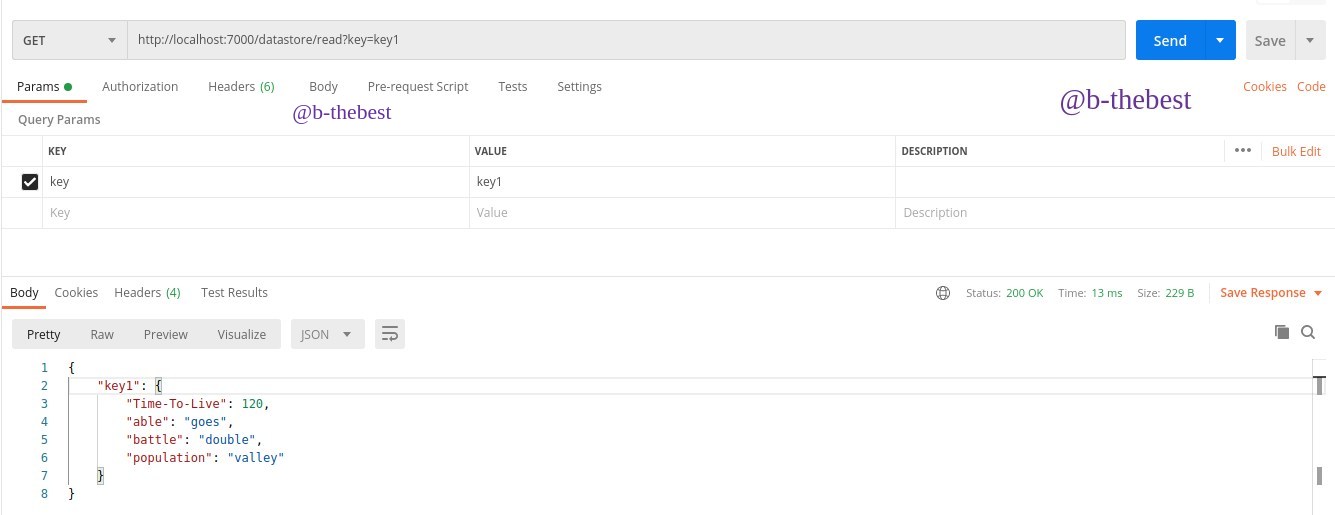 GET http://localhost:7000/datastore/read?key=key1 Send Save
Params Authorization Headers (6) Body Pre-request Script Tests Settings Cookies Code
@b-thebest @b-thebest
Query Params
KEY VALUE DESCRIPTION ••• Bulk Edit
key key1
Key Value Description
Body Cookies Headers (4) Test Results Status: 200 OK Time: 13 ms Size: 229 B Save Response
Pretty Raw Preview Visualize JSON
1 {
2 "key1": {
3 "Time-To-Live": 120,
4 "able": "goes",
5 "battle": "double",
6 "population": "valley"
7 }
8 }